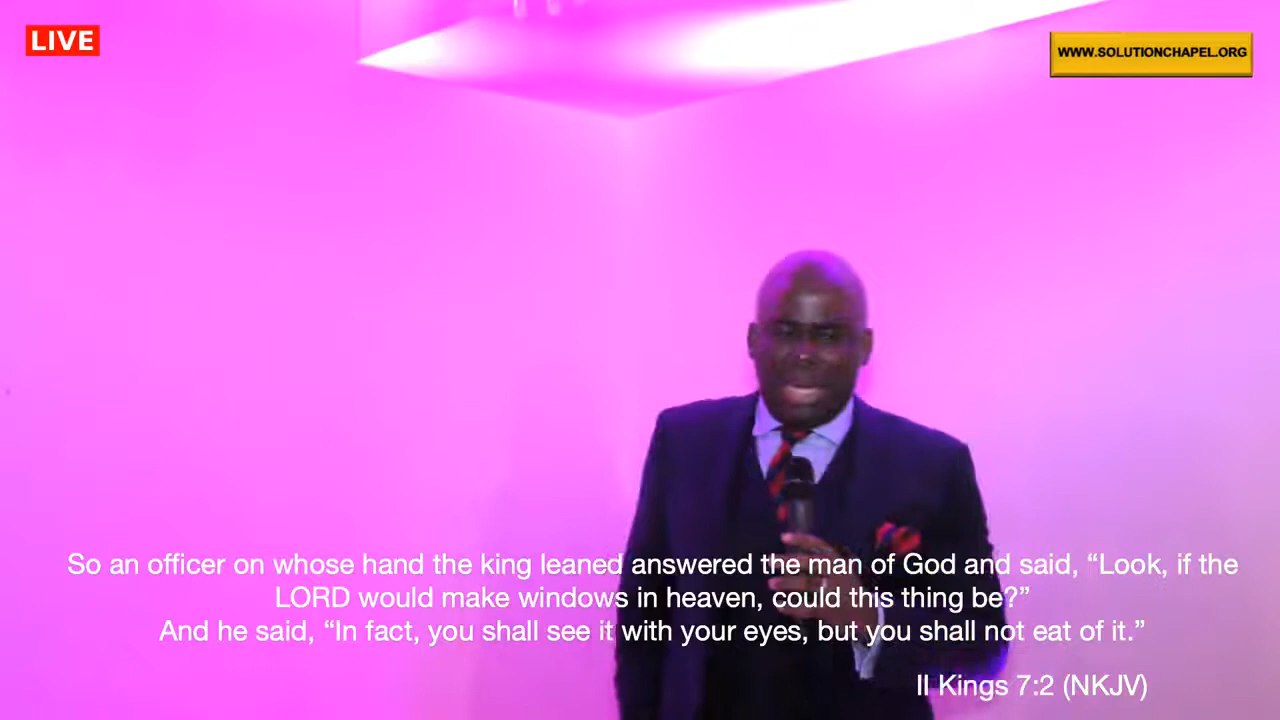 LIVE
WWW.SOLUTIONCHAPEL.ORG
So an officer on whose hand the king leaned answered the man of God and said, “Look, if the
LORD would make windows in heaven, could this thing be?”
And he said, “In fact, you shall see it with your eyes, but you shall not eat of it.”
II Kings 7:2 (NKJV)